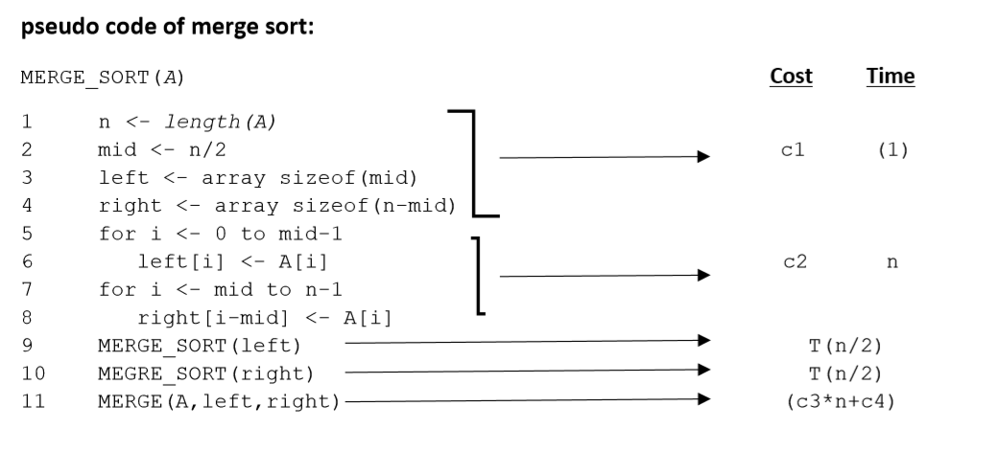 pseudo code of merge sort:
MERGE_SORT(A) Cost Time
1 n <- length(A)
2 mid <- n/2 c1 (1)
3 left <- array sizeof(mid)
4 right <- array sizeof(n-mid)
5 for i <- 0 to mid-1
6 left[i] <- A[i] c2 n
7 for i <- mid to n-1
8 right[i-mid] <- A[i]
9 MERGE_SORT(left) T(n/2)
10 MEGRE_SORT(right) T(n/2)
11 MERGE(A,left,right) (c3*n+c4)